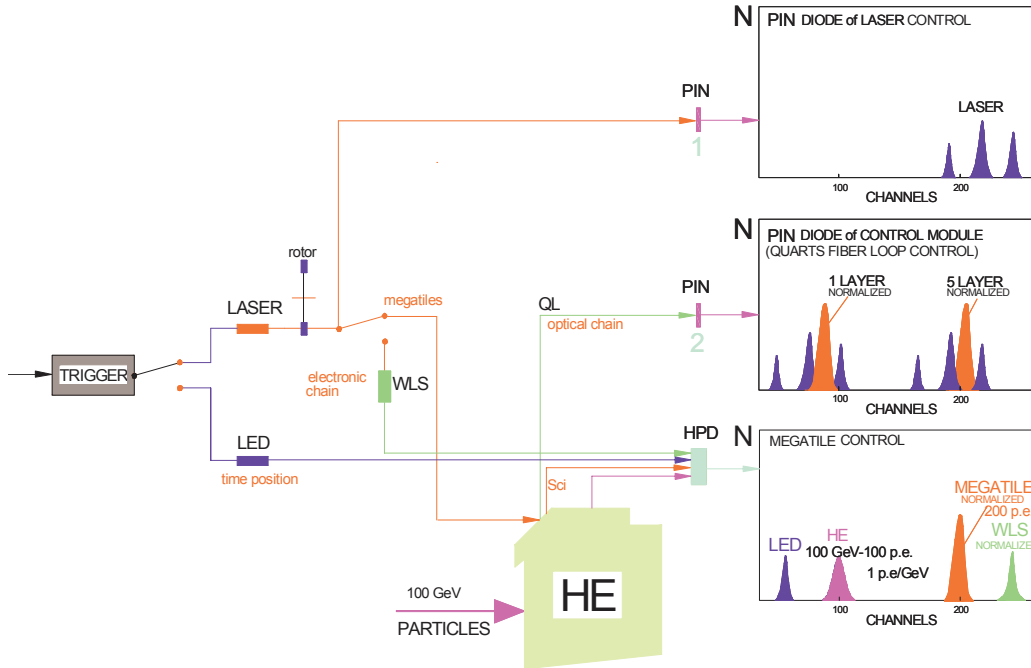 N
PIN DIODE of LASER CONTROL
LASER
100
200
CHANNELS
PIN
1
N
PIN DIODE of CONTROL MODULE
(QUARTS FIBER LOOP CONTROL)
1 LAYER
NORMALIZED
5 LAYER
NORMALIZED
100
200
CHANNELS
rotor
LASER
megatiles
QL
optical chain
PIN
2
TRIGGER
electronic
chain
WLS
LED
time position
HPD
N
MEGATILE CONTROL
MEGATILE
NORMALIZED
200 p.e
WLS
NORMALIZE
LED
HE
100 GeV-100 p.e.
1 p.e/GeV
100
200
CHANNELS
Sci
HE
100 GeV
PARTICLES